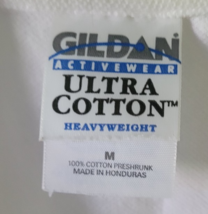 GILDAN
ACTIVEWEAR
ULTRA
COTTON™
HEAVYWEIGHT
M
100% COTTON PRESHRUNK
MADE IN HONDURAS